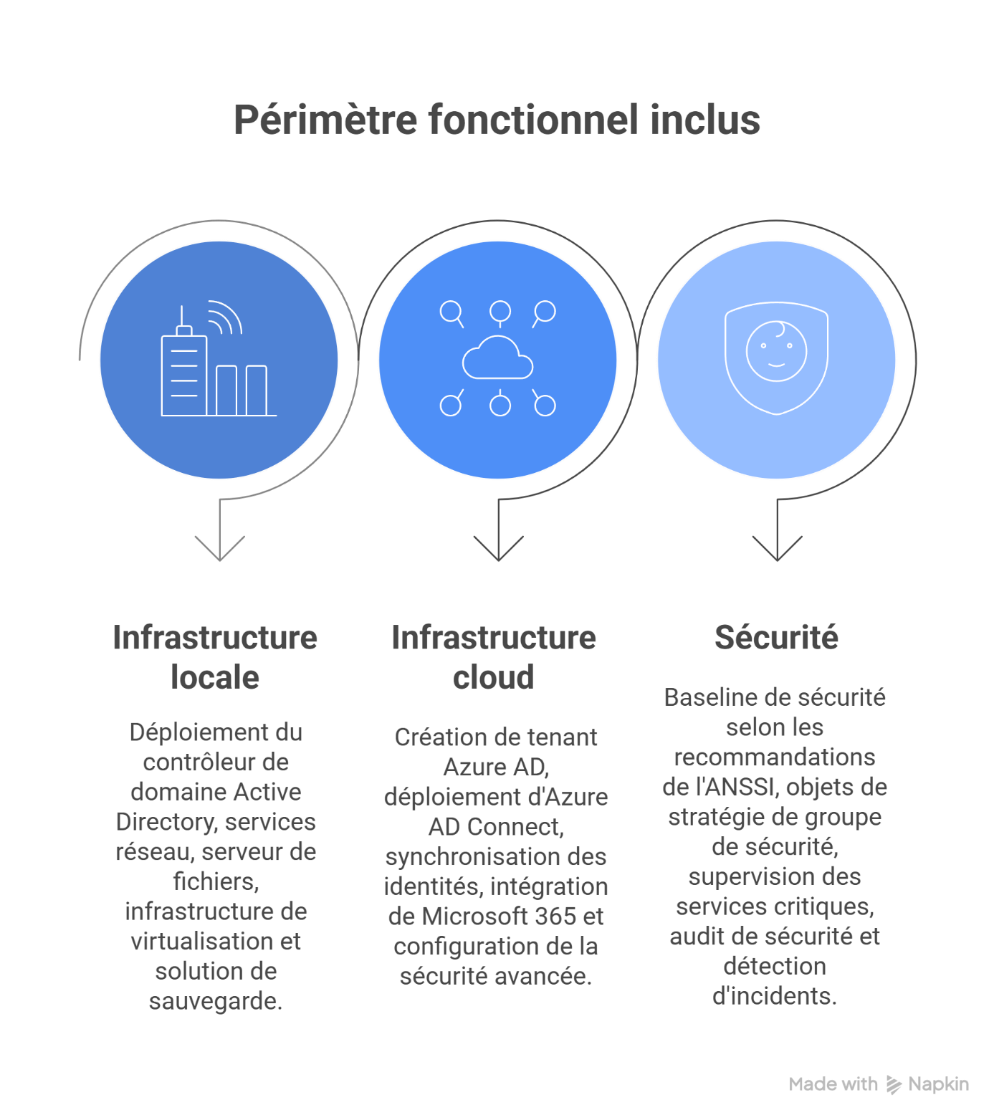 Périmètre fonctionnel inclus
Infrastructure
locale
Déploiement du
contrôleur de
domaine Active
Directory, services
réseau, serveur de
fichiers,
infrastructure de
virtualisation et
solution de
sauvegarde.
Infrastructure
cloud
Création de tenant
Azure AD,
déploiement d'Azure
AD Connect,
synchronisation des
identités, intégration
de Microsoft 365 et
configuration de la
sécurité avancée.
Sécurité
Baseline de sécurité
selon les
recommandations
de l'ANSSI, objets de
stratégie de groupe
de sécurité,
supervision des
services critiques,
audit de sécurité et
détection
d'incidents.
Made with Napkin